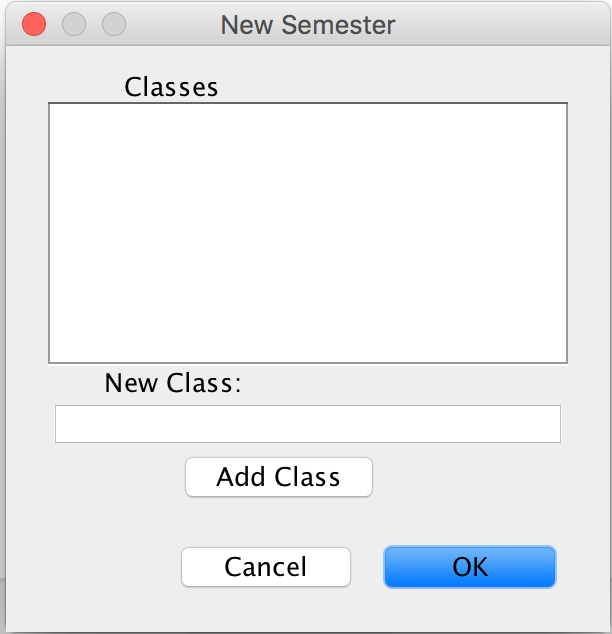 New Semester
Classes
New Class:
Add Class
Cancel OK